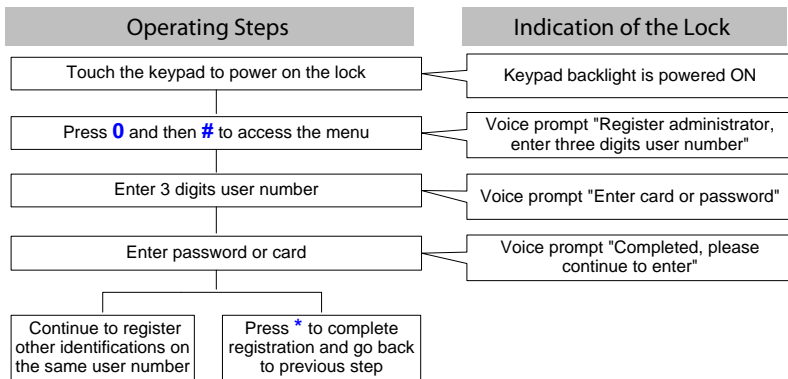 Operating Steps
Indication of the Lock
Touch the keypad to power on the lock
Keypad backlight is powered ON
Press 0 and then # to access the menu
Voice prompt "Register administrator,
enter three digits user number"
Enter 3 digits user number
Voice prompt "Enter card or password"
Enter password or card
Voice prompt "Completed, please
continue to enter"
Continue to register
other identifications on
the same user number
Press * to complete
registration and go back
to previous step